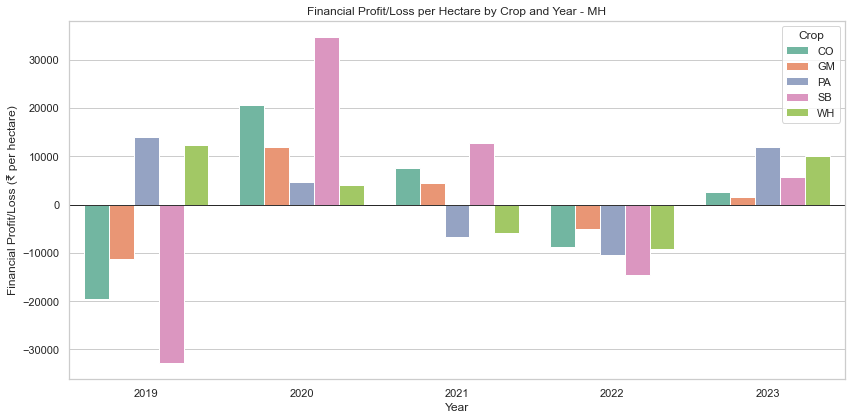 Financial Profit/Loss per Hectare by Crop and Year - MH
Crop
CO
GM
PA
SB
WH
Financial Profit/Loss (₹ per hectare)
30000
20000
10000
0
−10000
−20000
−30000
2019 2020 2021 2022 2023
Year